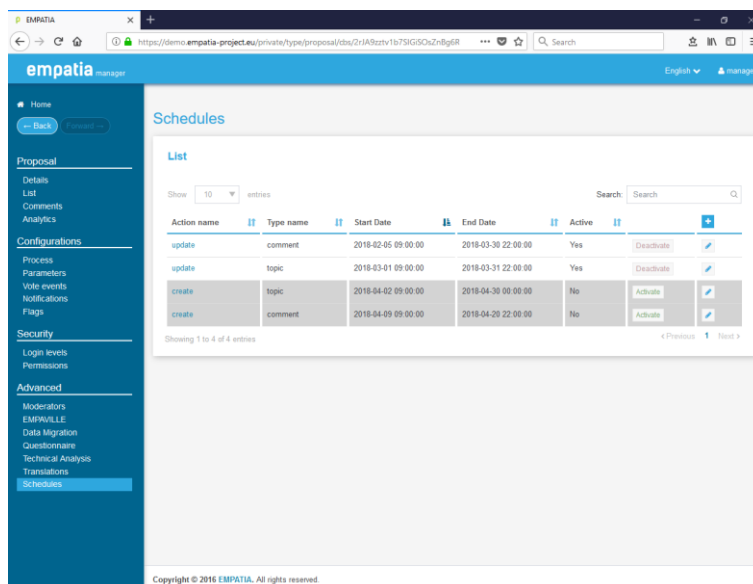 EMPATIA
https://demo.empatia-project.eu/private/type/proposal/cbs/2rJA9zztv1b7SIGiSOsZnBg6R
Search
empatia manager
English
manage
Home
← Back
Forward →
Schedules
Proposal
Details
List
Comments
Analytics
Configurations
Process
Parameters
Vote events
Notifications
Flags
Security
Login levels
Permissions
Advanced
Moderators
EMPAVILLE
Data Migration
Questionnaire
Technical Analysis
Translations
Schedules
List
Show 10 entries
Search: Search
Action name Type name Start Date End Date Active
update comment 2018-02-05 09:00:00 2018-03-30 22:00:00 Yes Deactivate
update topic 2018-03-01 09:00:00 2018-03-31 22:00:00 Yes Deactivate
create topic 2018-04-02 09:00:00 2018-04-30 00:00:00 No Activate
create comment 2018-04-09 09:00:00 2018-04-20 22:00:00 No Activate
Showing 1 to 4 of 4 entries
Previous 1 Next
Copyright © 2016 EMPATIA. All rights reserved.